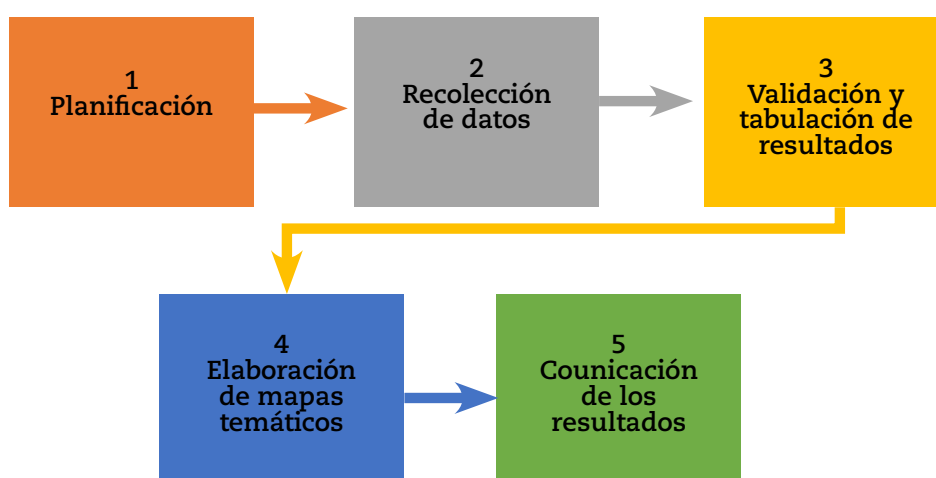 1
Planificación
2
Recolección
de datos
3
Validación y
tabulación de
resultados
4
Elaboración
de mapas
temáticos
5
Counicación
de los
resultados